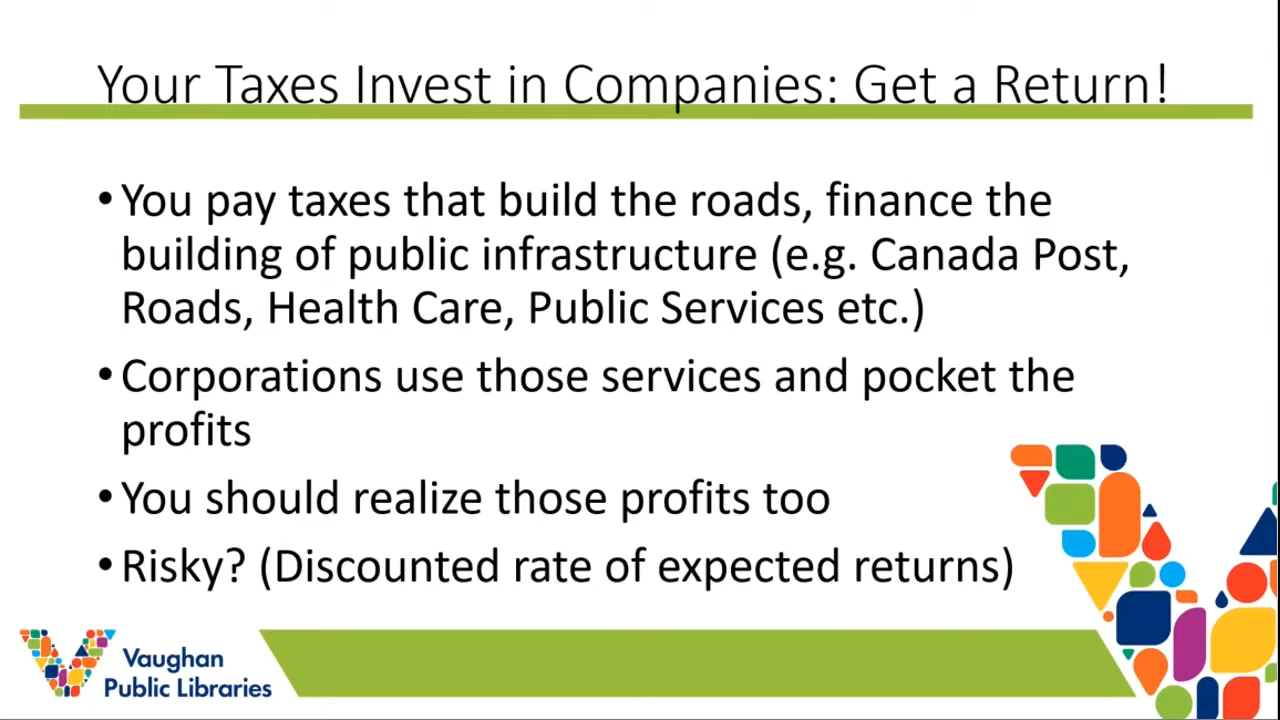 Your Taxes Invest in Companies: Get a Return!
•You pay taxes that build the roads, finance the
building of public infrastructure (e.g. Canada Post,
Roads, Health Care, Public Services etc.)
•Corporations use those services and pocket the
profits
•You should realize those profits too
•Risky? (Discounted rate of expected returns)
Vaughan
Public Libraries